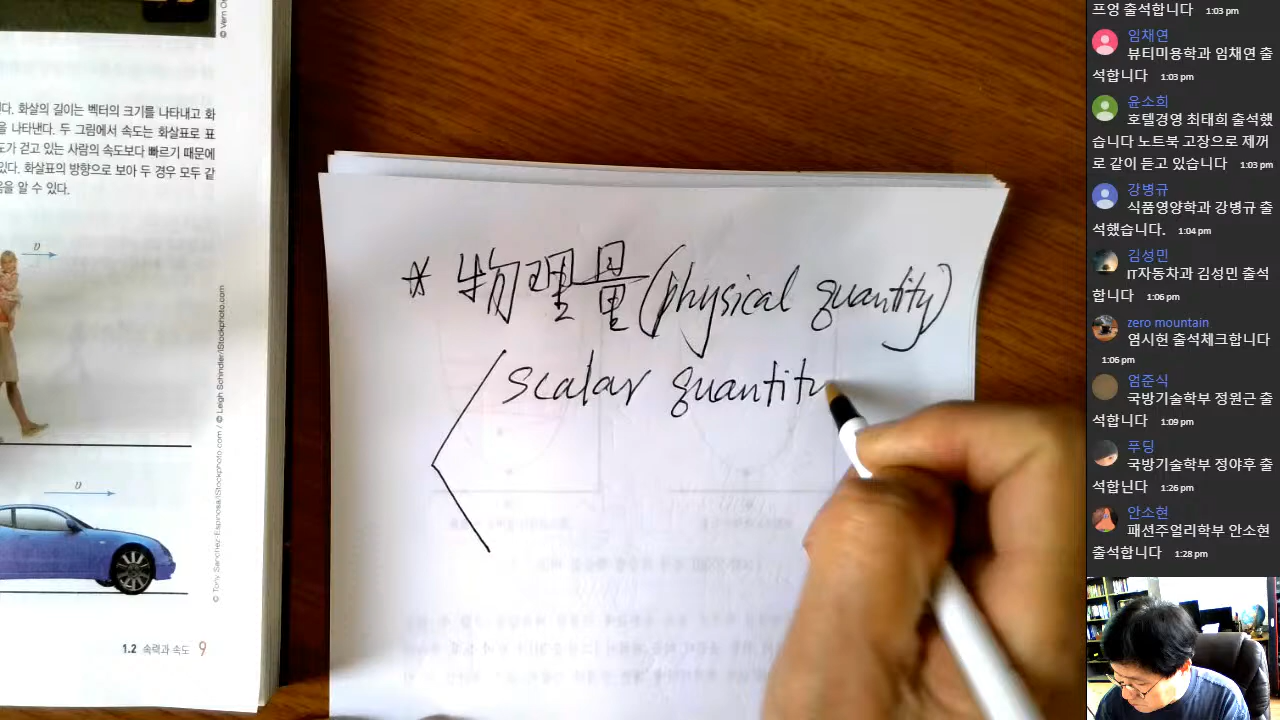 © Vern
다. 화살의 길이는 벡터의 크기를 나타내고 화
을 나타낸다. 두 그림에서 속도는 화살표로 표
도가 걷고 있는 사람의 속도보다 빠르기 때문에
있다. 화살표의 방향으로 보아 두 경우 모두 같
음을 알 수 있다.
υ
υ
© Tony Sanchez-Espinosa/iStockphoto.com / © Leigh Schindler/iStockphoto.com
1.2 속력과 속도 9
* 物理量(physical quantity)
scalar quantity
프엉 출석합니다 1:03 pm
임채연
뷰티미용학과 임채연 출
석합니다 1:03 pm
윤소희
호텔경영 최태희 출석했
습니다 노트북 고장으로 제꺼
로 같이 듣고 있습니다 1:03 pm
강병규
식품영양학과 강병규 출
석했습니다. 1:04 pm
김성민
IT자동차과 김성민 출석
합니다 1:06 pm
zero mountain
염시헌 출석체크합니다
1:06 pm
엄준식
국방기술학부 정원근 출
석합니다 1:09 pm
푸딩
국방기술학부 정야후 출
석합닌다 1:26 pm
안소현
패션주얼리학부 안소현
출석합니다 1:28 pm